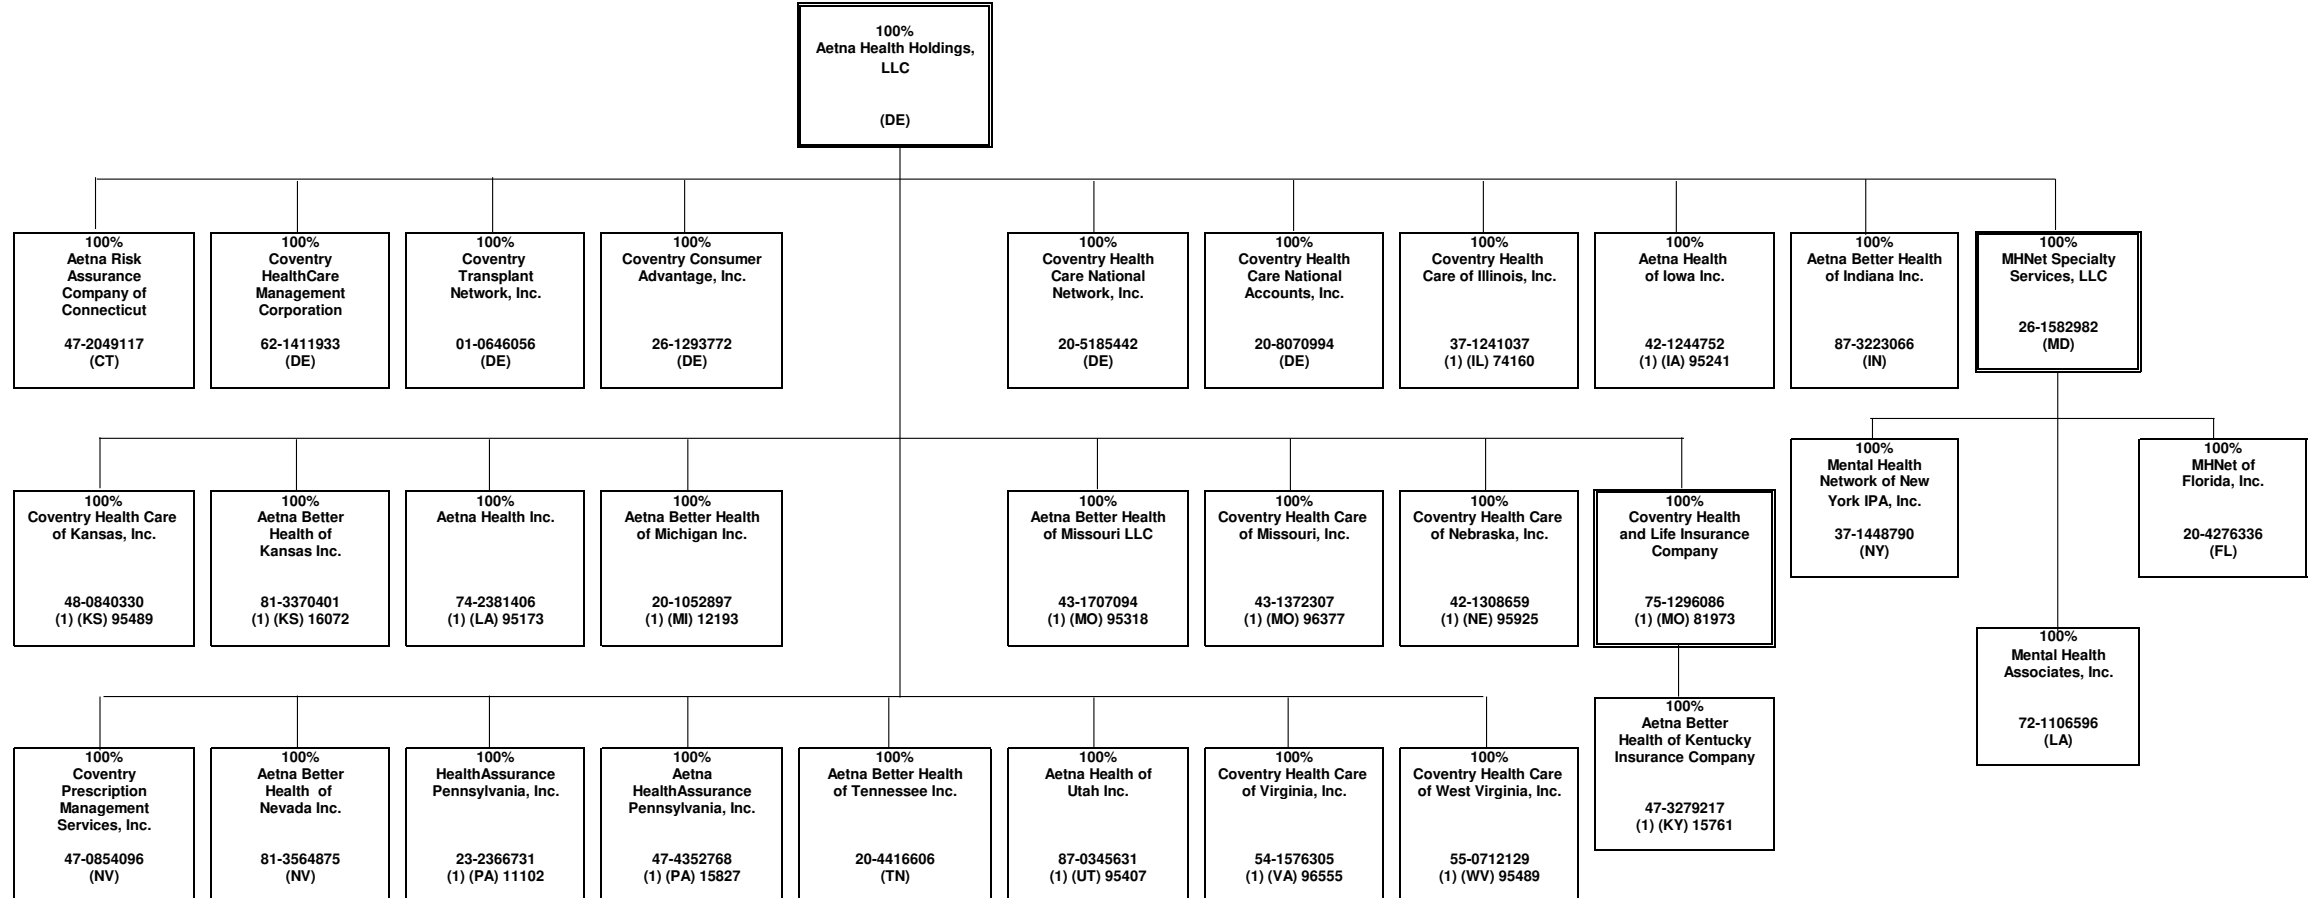 100%
Aetna Health Holdings,
LLC
(DE)
100%
Aetna Risk
Assurance
Company of
Connecticut
47-2049117
(CT)
100%
Coventry
HealthCare
Management
Corporation
62-1411933
(DE)
100%
Coventry
Transplant
Network, Inc.
01-0646056
(DE)
100%
Coventry Consumer
Advantage, Inc.
26-1293772
(DE)
100%
Coventry Health
Care National
Network, Inc.
20-5185442
(DE)
100%
Coventry Health
Care National
Accounts, Inc.
20-8070994
(DE)
100%
Coventry Health
Care of Illinois, Inc.
37-1241037
(1) (IL) 74160
100%
Aetna Health
of Iowa Inc.
42-1244752
(1) (IA) 95241
100%
Aetna Better Health
of Indiana Inc.
87-3223066
(IN)
100%
MHNet Specialty
Services, LLC
26-1582982
(MD)
100%
Mental Health
Network of New
York IPA, Inc.
37-1448790
(NY)
100%
MHNet of
Florida, Inc.
20-4276336
(FL)
100%
Coventry Health Care
of Kansas, Inc.
48-0840330
(1) (KS) 95489
100%
Aetna Better
Health of
Kansas Inc.
81-3370401
(1) (KS) 16072
100%
Aetna Health Inc.
74-2381406
(1) (LA) 95173
100%
Aetna Better Health
of Michigan Inc.
20-1052897
(1) (MI) 12193
100%
Aetna Better Health
of Missouri LLC
43-1707094
(1) (MO) 95318
100%
Coventry Health Care
of Missouri, Inc.
43-1372307
(1) (MO) 96377
100%
Coventry Health Care
of Nebraska, Inc.
42-1308659
(1) (NE) 95925
100%
Coventry Health
and Life Insurance
Company
75-1296086
(1) (MO) 81973
100%
Mental Health
Associates, Inc.
72-1106596
(LA)
100%
Aetna Better
Health of Kentucky
Insurance Company
47-3279217
(1) (KY) 15761
100%
Coventry
Prescription
Management
Services, Inc.
47-0854096
(NV)
100%
Aetna Better
Health of
Nevada Inc.
81-3564875
(NV)
100%
HealthAssurance
Pennsylvania, Inc.
23-2366731
(1) (PA) 11102
100%
Aetna
HealthAssurance
Pennsylvania, Inc.
47-4352768
(1) (PA) 15827
100%
Aetna Better Health
of Tennessee Inc.
20-4416606
(TN)
100%
Aetna Health of
Utah Inc.
87-0345631
(1) (UT) 95407
100%
Coventry Health Care
of Virginia, Inc.
54-1576305
(1) (VA) 96555
100%
Coventry Health Care
of West Virginia, Inc.
55-0712129
(1) (WV) 95489